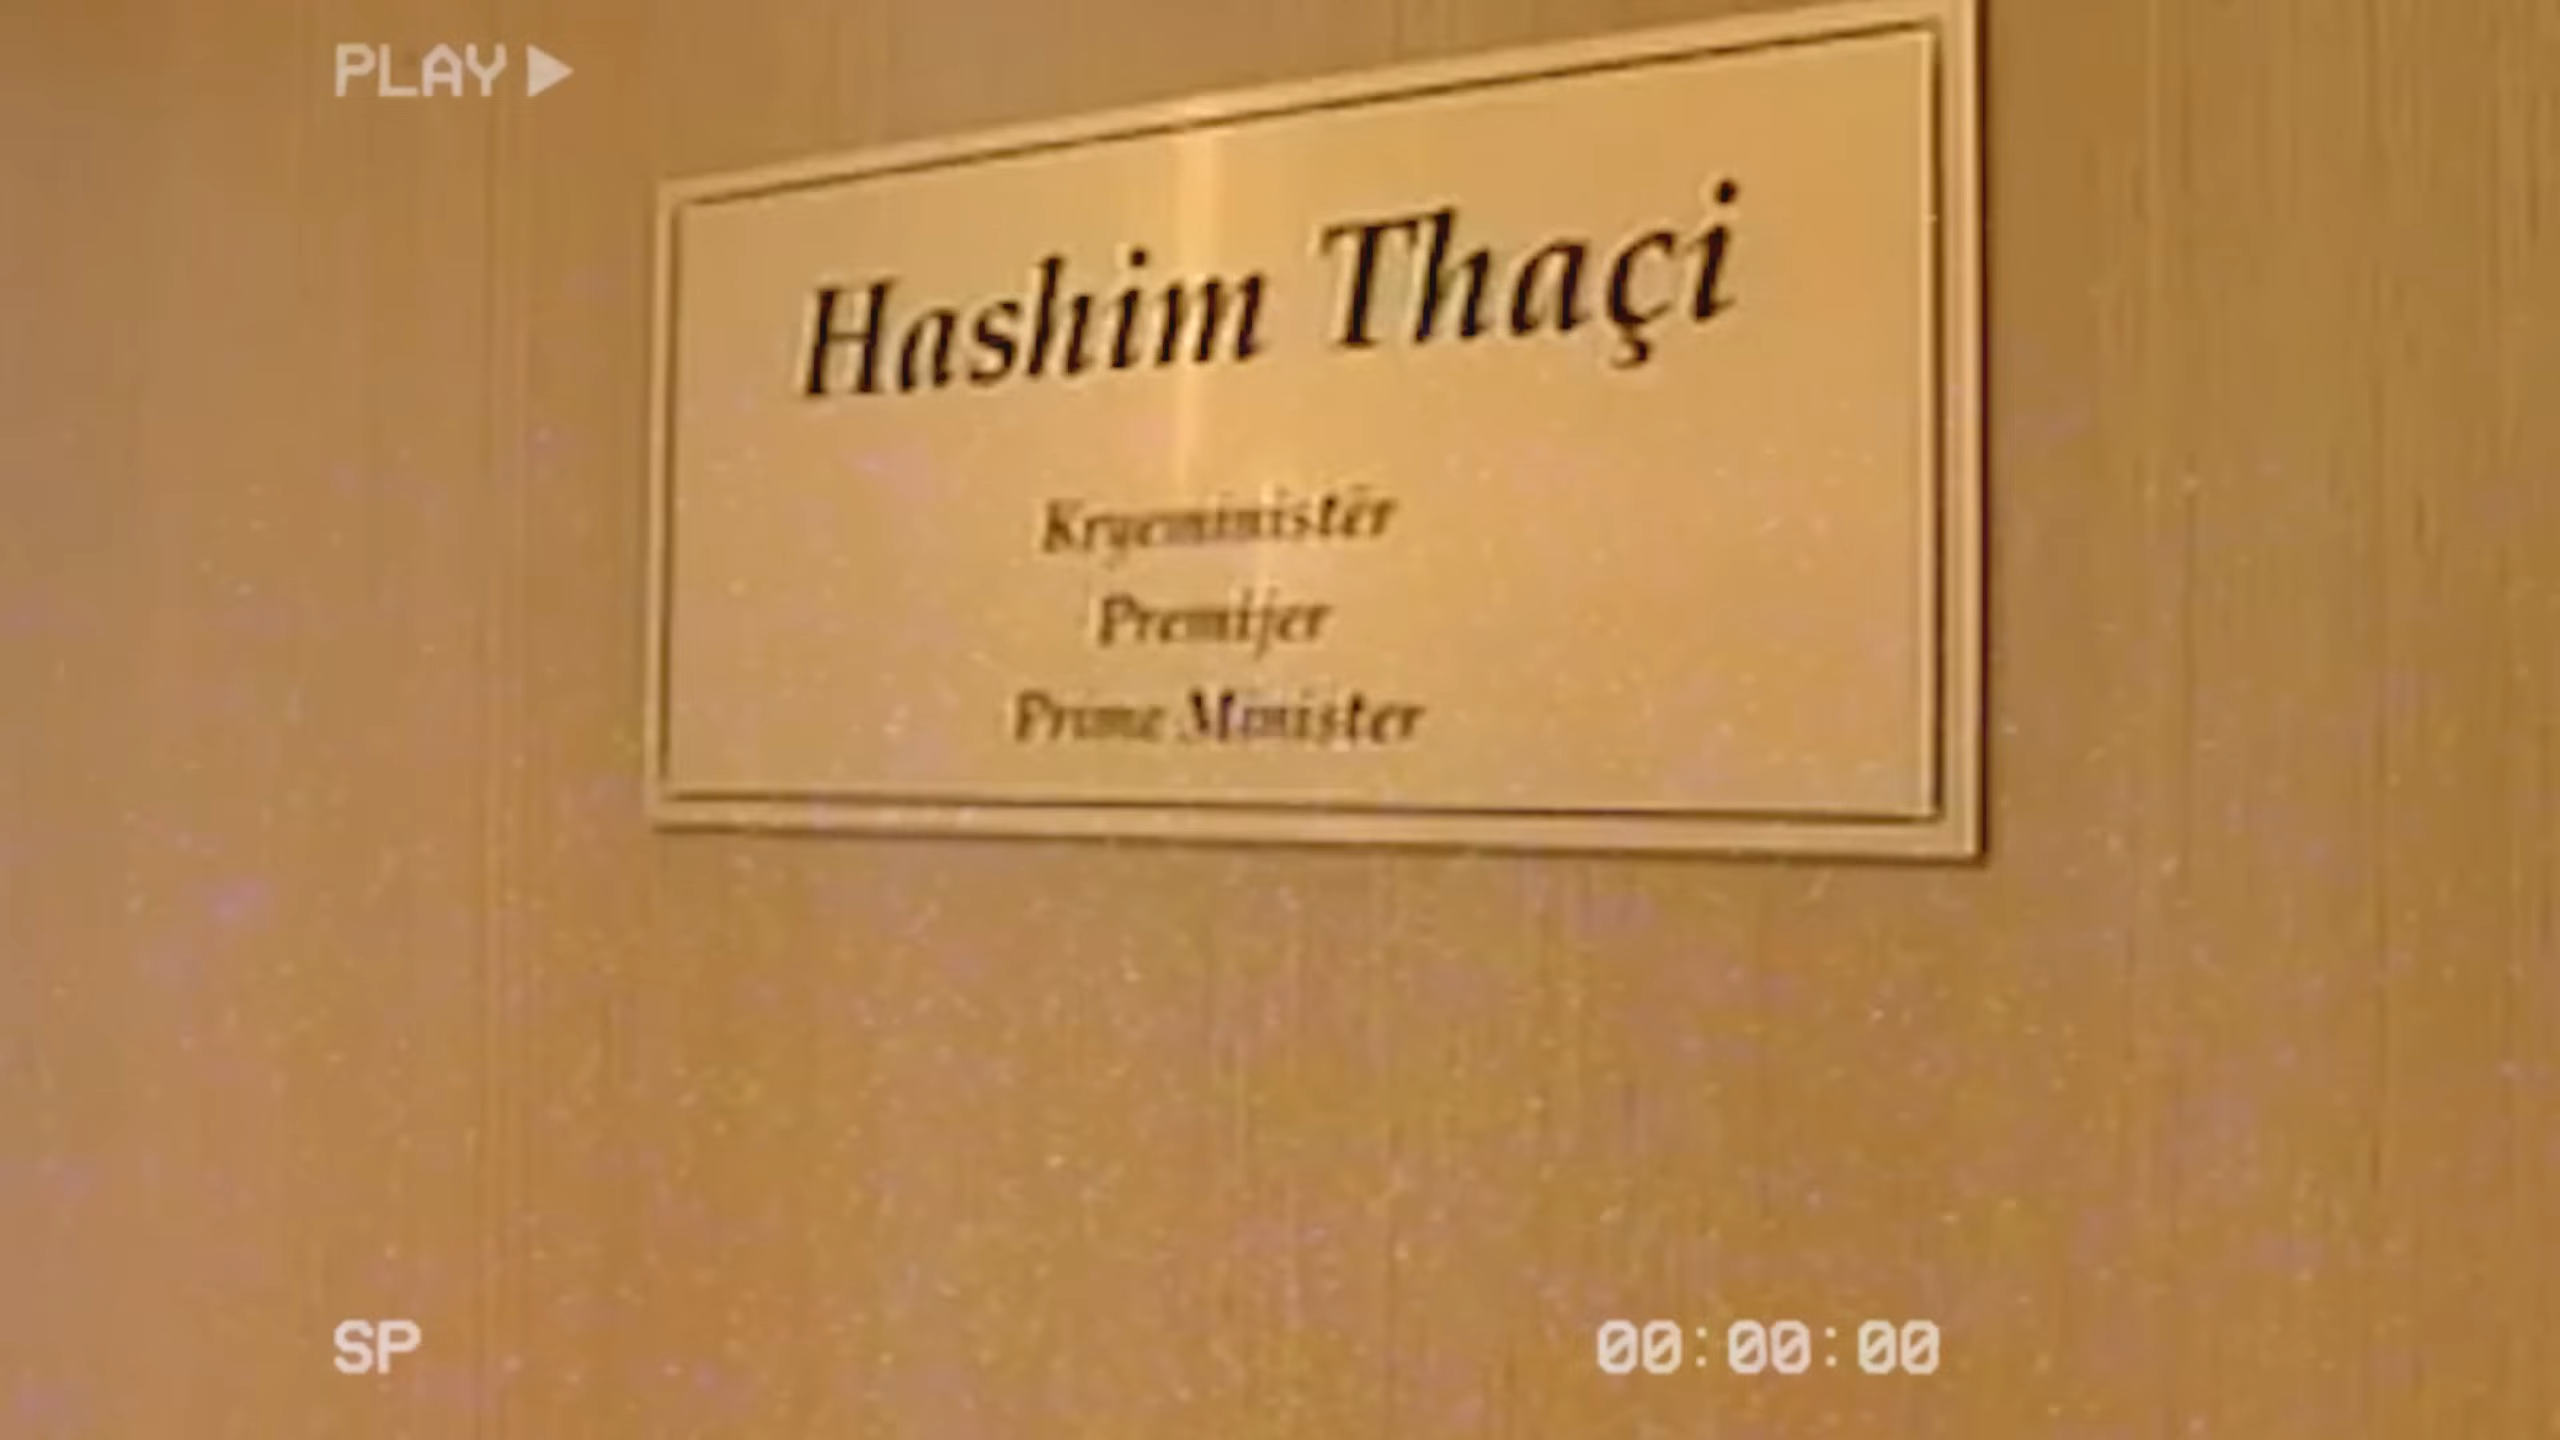 PLAY
Hashim Thaçi
Kryeministër
Premijer
Prime Minister
SP
00:00:00